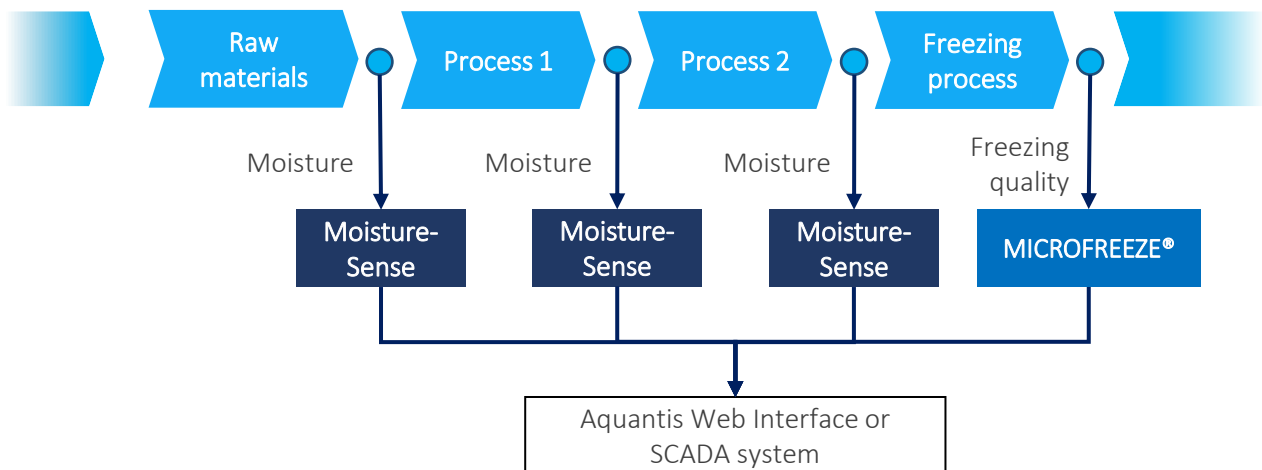 Raw
materials
Process 1
Process 2
Freezing
process
Moisture
Moisture
Moisture
Freezing
quality
Moisture-
Sense
Moisture-
Sense
Moisture-
Sense
MICROFREEZE®
Aquantis Web Interface or
SCADA system